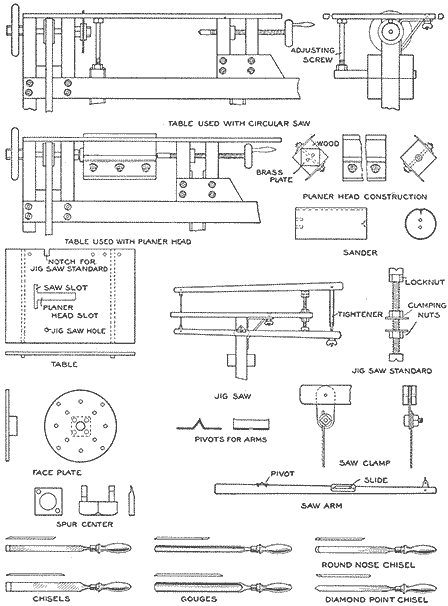 ADJUSTING
SCREW
TABLE USED WITH CIRCULAR SAW
WOOD
BRASS
PLATE
PLANER HEAD CONSTRUCTION
TABLE USED WITH PLANER HEAD
SANDER
NOTCH FOR
JIG SAW STANDARD
SAW SLOT
PLANER
HEAD SLOT
JIG SAW HOLE
TABLE
TIGHTENER
JIG SAW
LOCKNUT
CLAMPING
NUTS
JIG SAW STANDARD
FACE PLATE
PIVOTS FOR ARMS
SAW CLAMP
PIVOT
SLIDE
SAW ARM
SPUR CENTER
ROUND NOSE CHISEL
CHISELS
GOUGES
DIAMOND POINT CHISEL